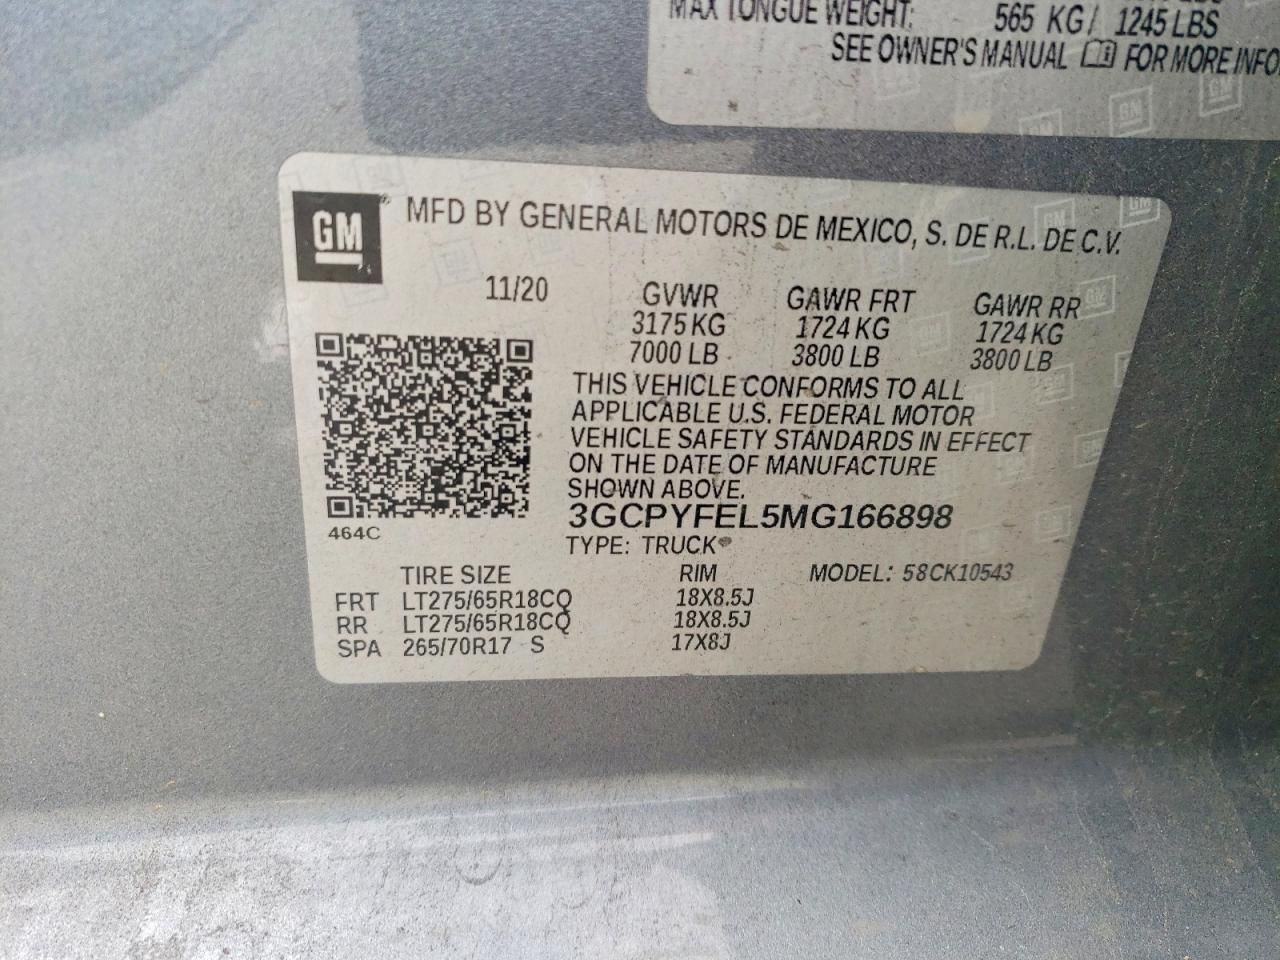 MAX TONGUE WEIGHT: 565 KG/ 1245 LBS
SEE OWNER'S MANUAL FOR MORE INFO
GM
MFD BY GENERAL MOTORS DE MEXICO, S. DE R.L. DE C.V.
11/20 GVWR GAWR FRT GAWR RR
3175 KG 1724 KG 1724 KG
7000 LB 3800 LB 3800 LB
THIS VEHICLE CONFORMS TO ALL
APPLICABLE U.S. FEDERAL MOTOR
VEHICLE SAFETY STANDARDS IN EFFECT
ON THE DATE OF MANUFACTURE
SHOWN ABOVE.
3GCPYFEL5MG166898
464C
TYPE: TRUCK
TIRE SIZE RIM MODEL: 58CK10543
FRT LT275/65R18CQ 18X8.5J
RR LT275/65R18CQ 18X8.5J
SPA 265/70R17 S 17X8J